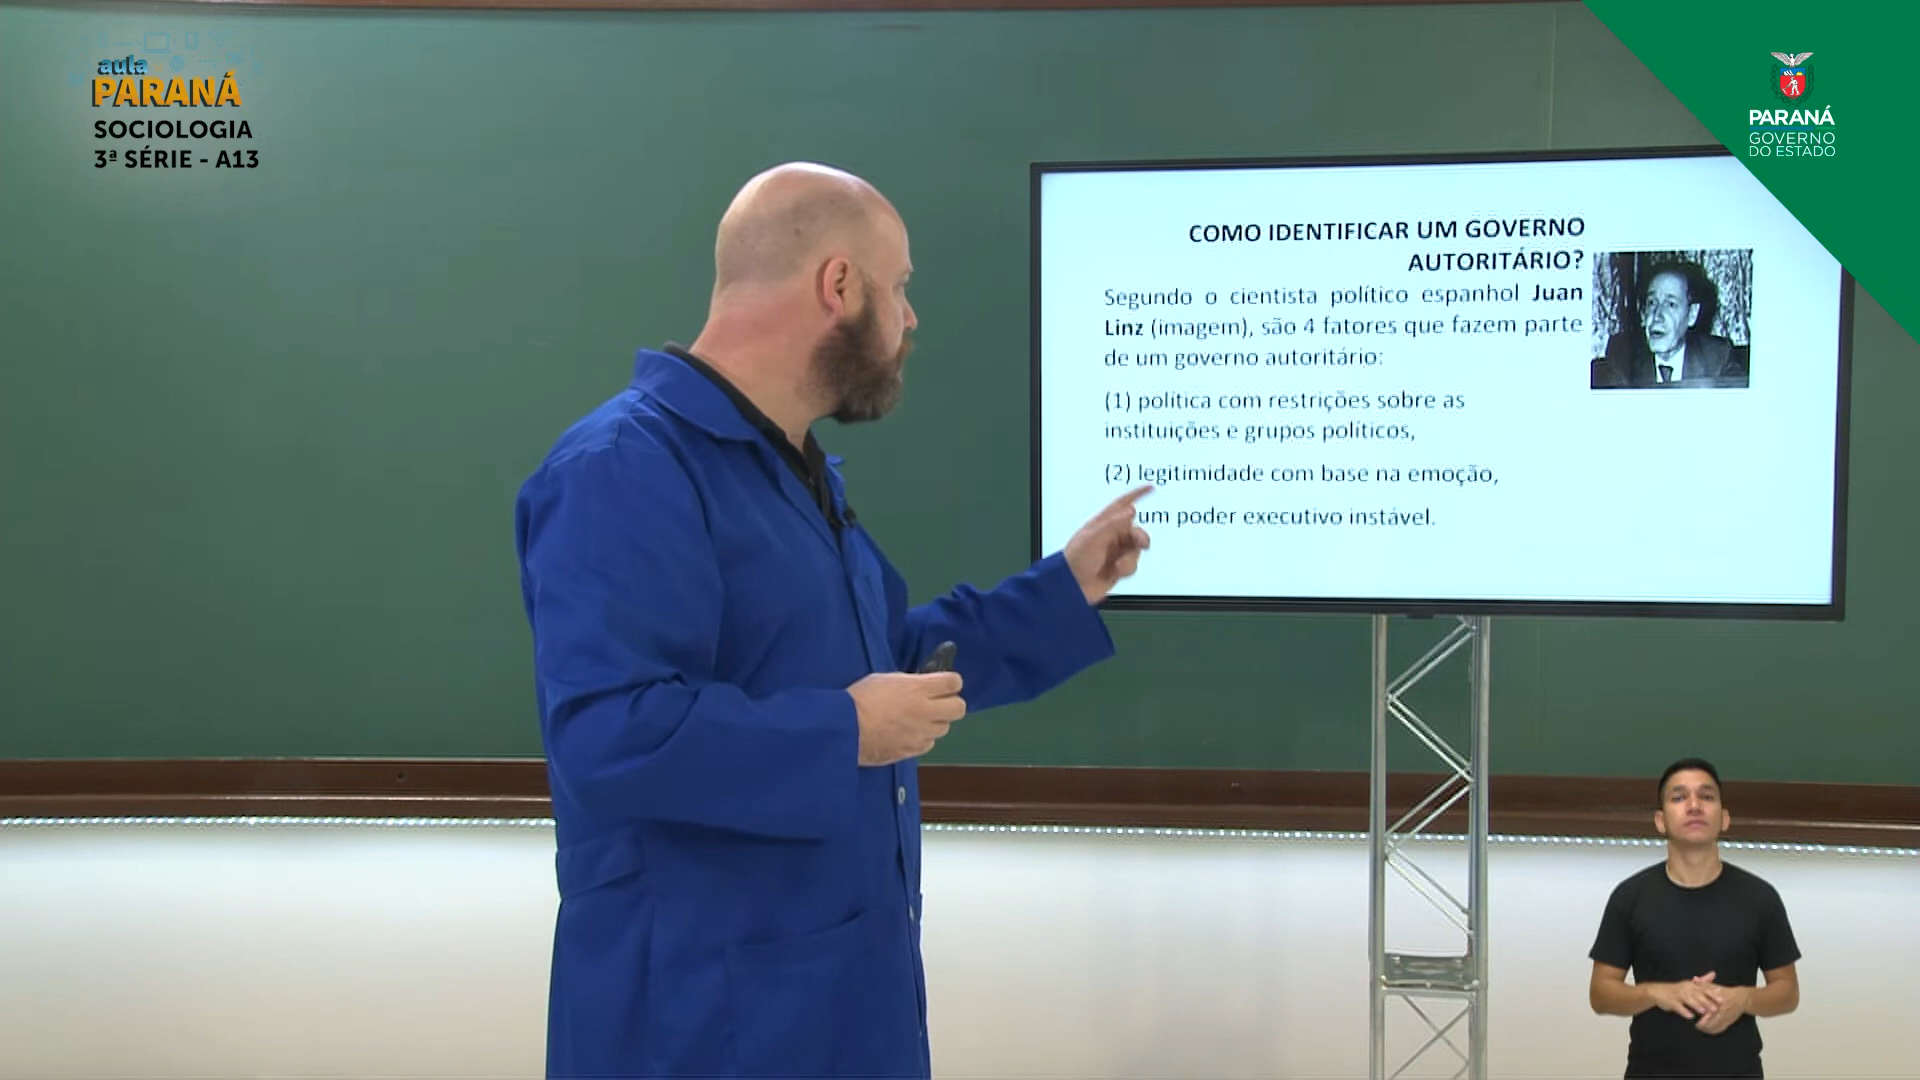 aula
PARANÁ
SOCIOLOGIA
3ª SÉRIE - A13
PARANÁ
GOVERNO
DO ESTADO
COMO IDENTIFICAR UM GOVERNO
AUTORITÁRIO?
Segundo o cientista político espanhol Juan
Linz (imagem), são 4 fatores que fazem parte
de um governo autoritário:
(1) política com restrições sobre as
instituições e grupos políticos,
(2) legitimidade com base na emoção,
um poder executivo instável.